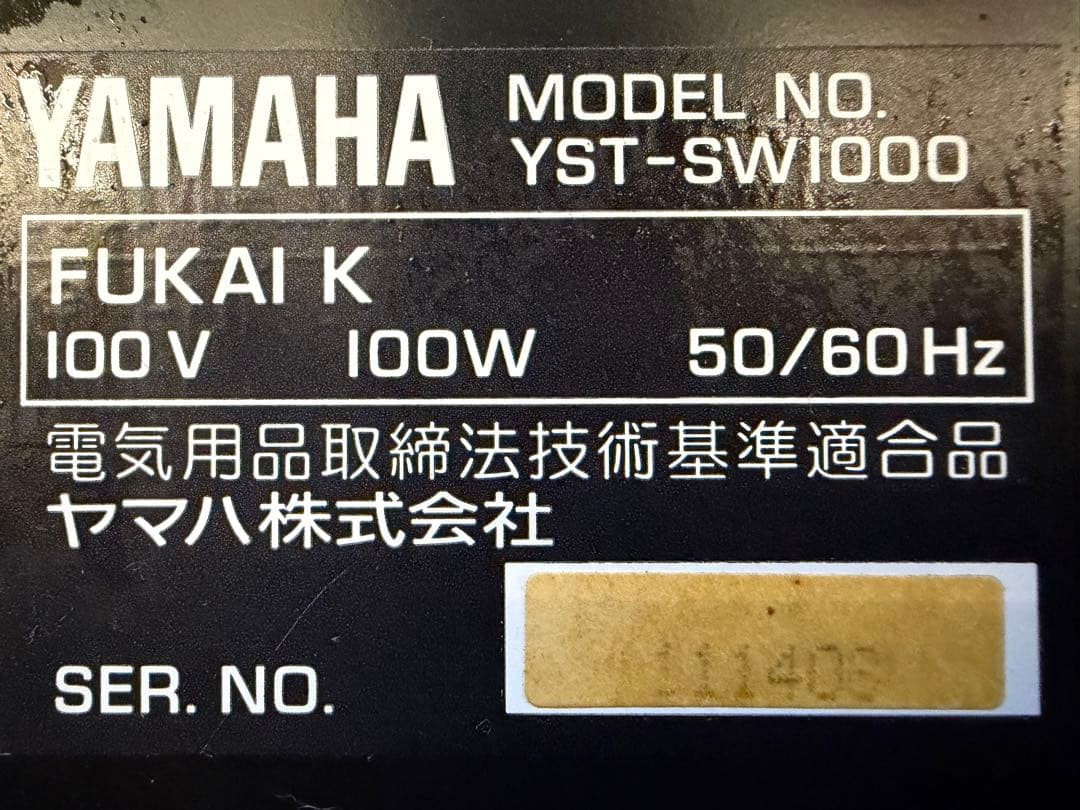 YAMAHA
MODEL NO.
YST-SW1000
FUKAI K
100V 100W 50/60Hz
電気用品取締法技術基準適合品
ヤマハ株式会社
SER. NO.